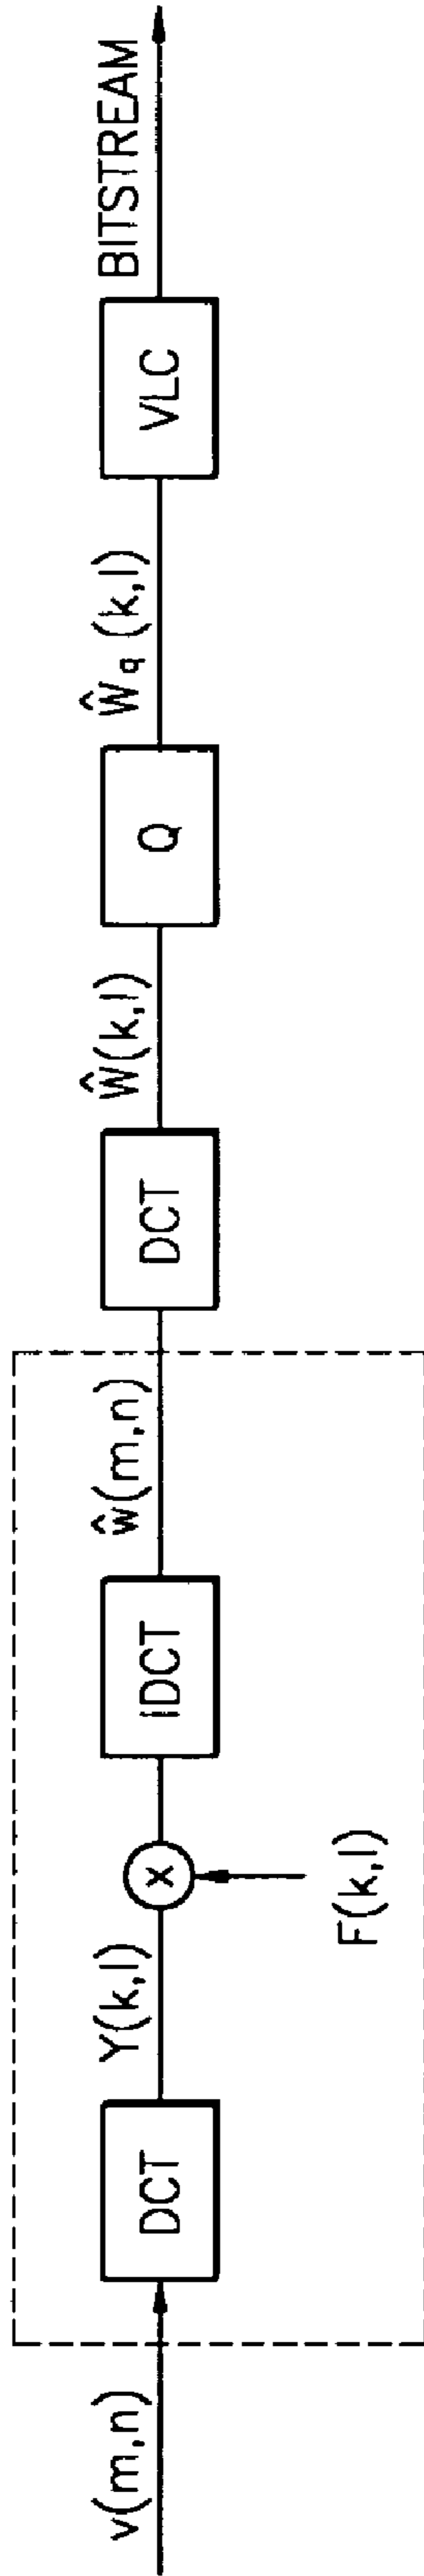 v(m,n)
DCT
Y(k,l)
x
F(k,l)
IDCT
ŵ(m,n)
DCT
Ŵ(k,l)
Q
Ŵq(k,l)
VLC
BITSTREAM